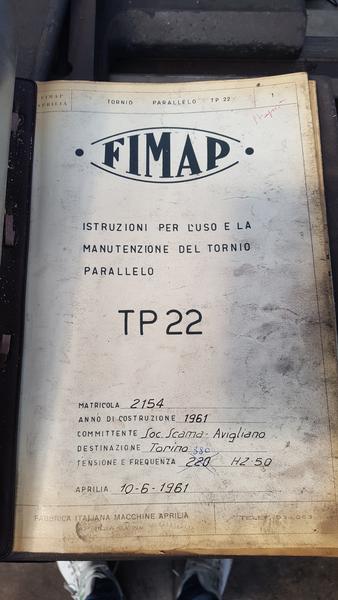 FIMAP
APRILIA
TORNIO PARALLELO TP 22
1
FIMAP
ISTRUZIONI PER L'USO E LA
MANUTENZIONE DEL TORNIO
PARALLELO
TP 22
MATRICOLA 2154
ANNO DI COSTRUZIONE 1961
COMMITTENTE Soc. Scama - Avigliano
DESTINAZIONE Torino 380
TENSIONE E FREQUENZA 220 HZ 50
APRILIA 10-6-1961
FABBRICA ITALIANA MACCHINE APRILIA